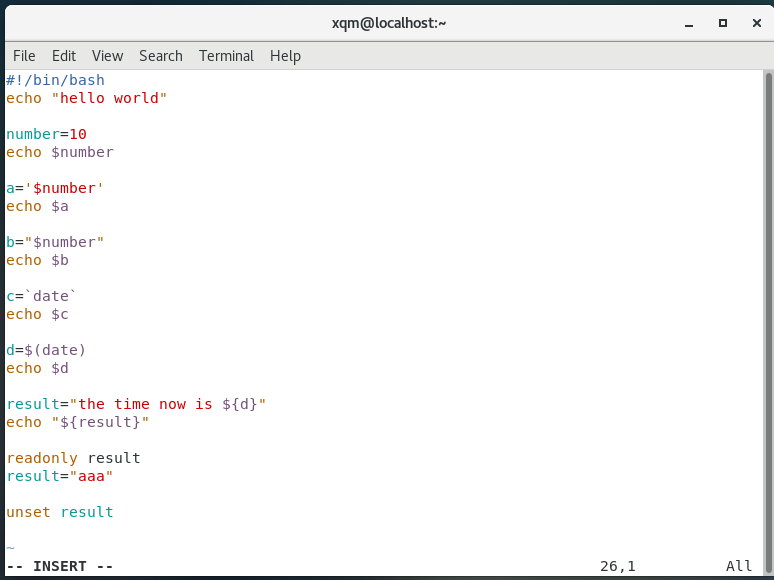 xqm@localhost:~
File Edit View Search Terminal Help
#!/bin/bash
echo "hello world"
number=10
echo $number
a='$number'
echo $a
b="$number"
echo $b
c=`date`
echo $c
d=$(date)
echo $d
result="the time now is ${d}"
echo "${result}"
readonly result
result="aaa"
unset result
~
-- INSERT -- 26,1 All